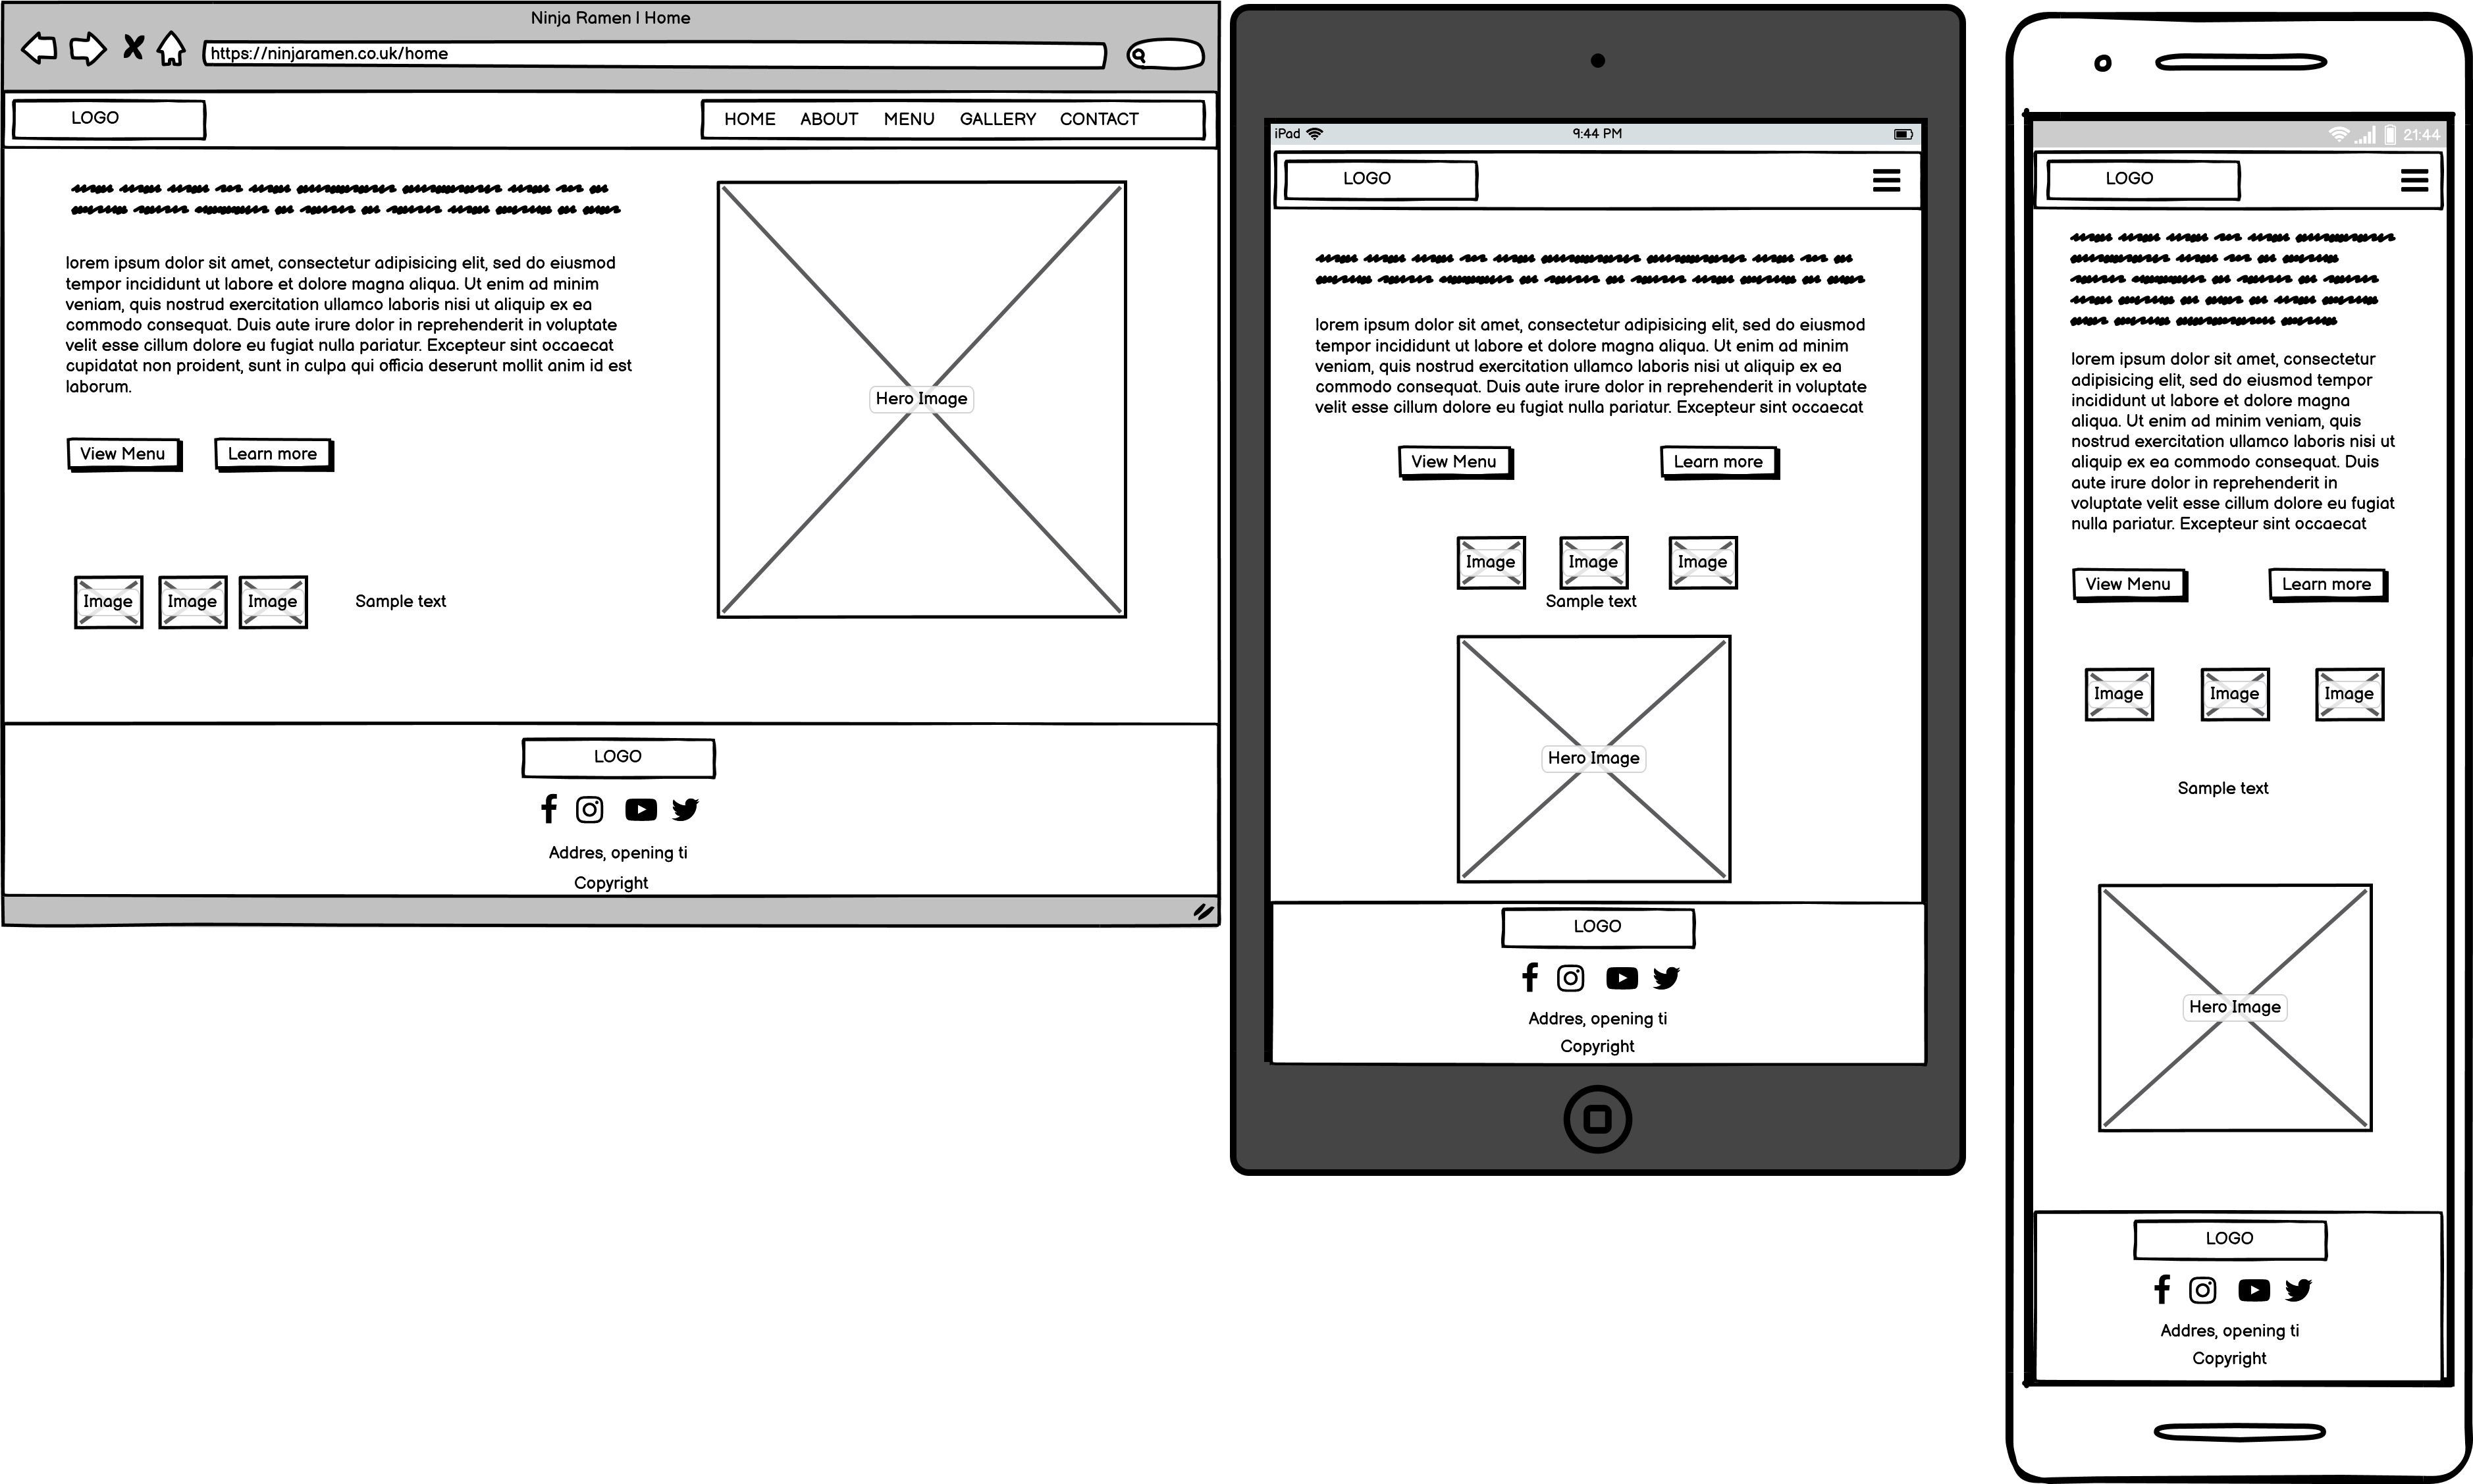 Ninja Ramen | Home
https://ninjaramen.co.uk/home
LOGO
HOME ABOUT MENU GALLERY CONTACT
lorem ipsum dolor sit amet, consectetur adipisicing elit, sed do eiusmod
tempor incididunt ut labore et dolore magna aliqua. Ut enim ad minim
veniam, quis nostrud exercitation ullamco laboris nisi ut aliquip ex ea
commodo consequat. Duis aute irure dolor in reprehenderit in voluptate
velit esse cillum dolore eu fugiat nulla pariatur. Excepteur sint occaecat
cupidatat non proident, sunt in culpa qui officia deserunt mollit anim id est
laborum.
View Menu Learn more
Image Image Image Sample text
Hero Image
LOGO
Addres, opening ti
Copyright
iPad 9:44 PM
LOGO
lorem ipsum dolor sit amet, consectetur adipisicing elit, sed do eiusmod
tempor incididunt ut labore et dolore magna aliqua. Ut enim ad minim
veniam, quis nostrud exercitation ullamco laboris nisi ut aliquip ex ea
commodo consequat. Duis aute irure dolor in reprehenderit in voluptate
velit esse cillum dolore eu fugiat nulla pariatur. Excepteur sint occaecat
View Menu Learn more
Image Image Image
Sample text
Hero Image
LOGO
Addres, opening ti
Copyright
21:44
LOGO
lorem ipsum dolor sit amet, consectetur
adipisicing elit, sed do eiusmod tempor
incididunt ut labore et dolore magna
aliqua. Ut enim ad minim veniam, quis
nostrud exercitation ullamco laboris nisi ut
aliquip ex ea commodo consequat. Duis
aute irure dolor in reprehenderit in
voluptate velit esse cillum dolore eu fugiat
nulla pariatur. Excepteur sint occaecat
View Menu Learn more
Image Image Image
Sample text
Hero Image
LOGO
Addres, opening ti
Copyright